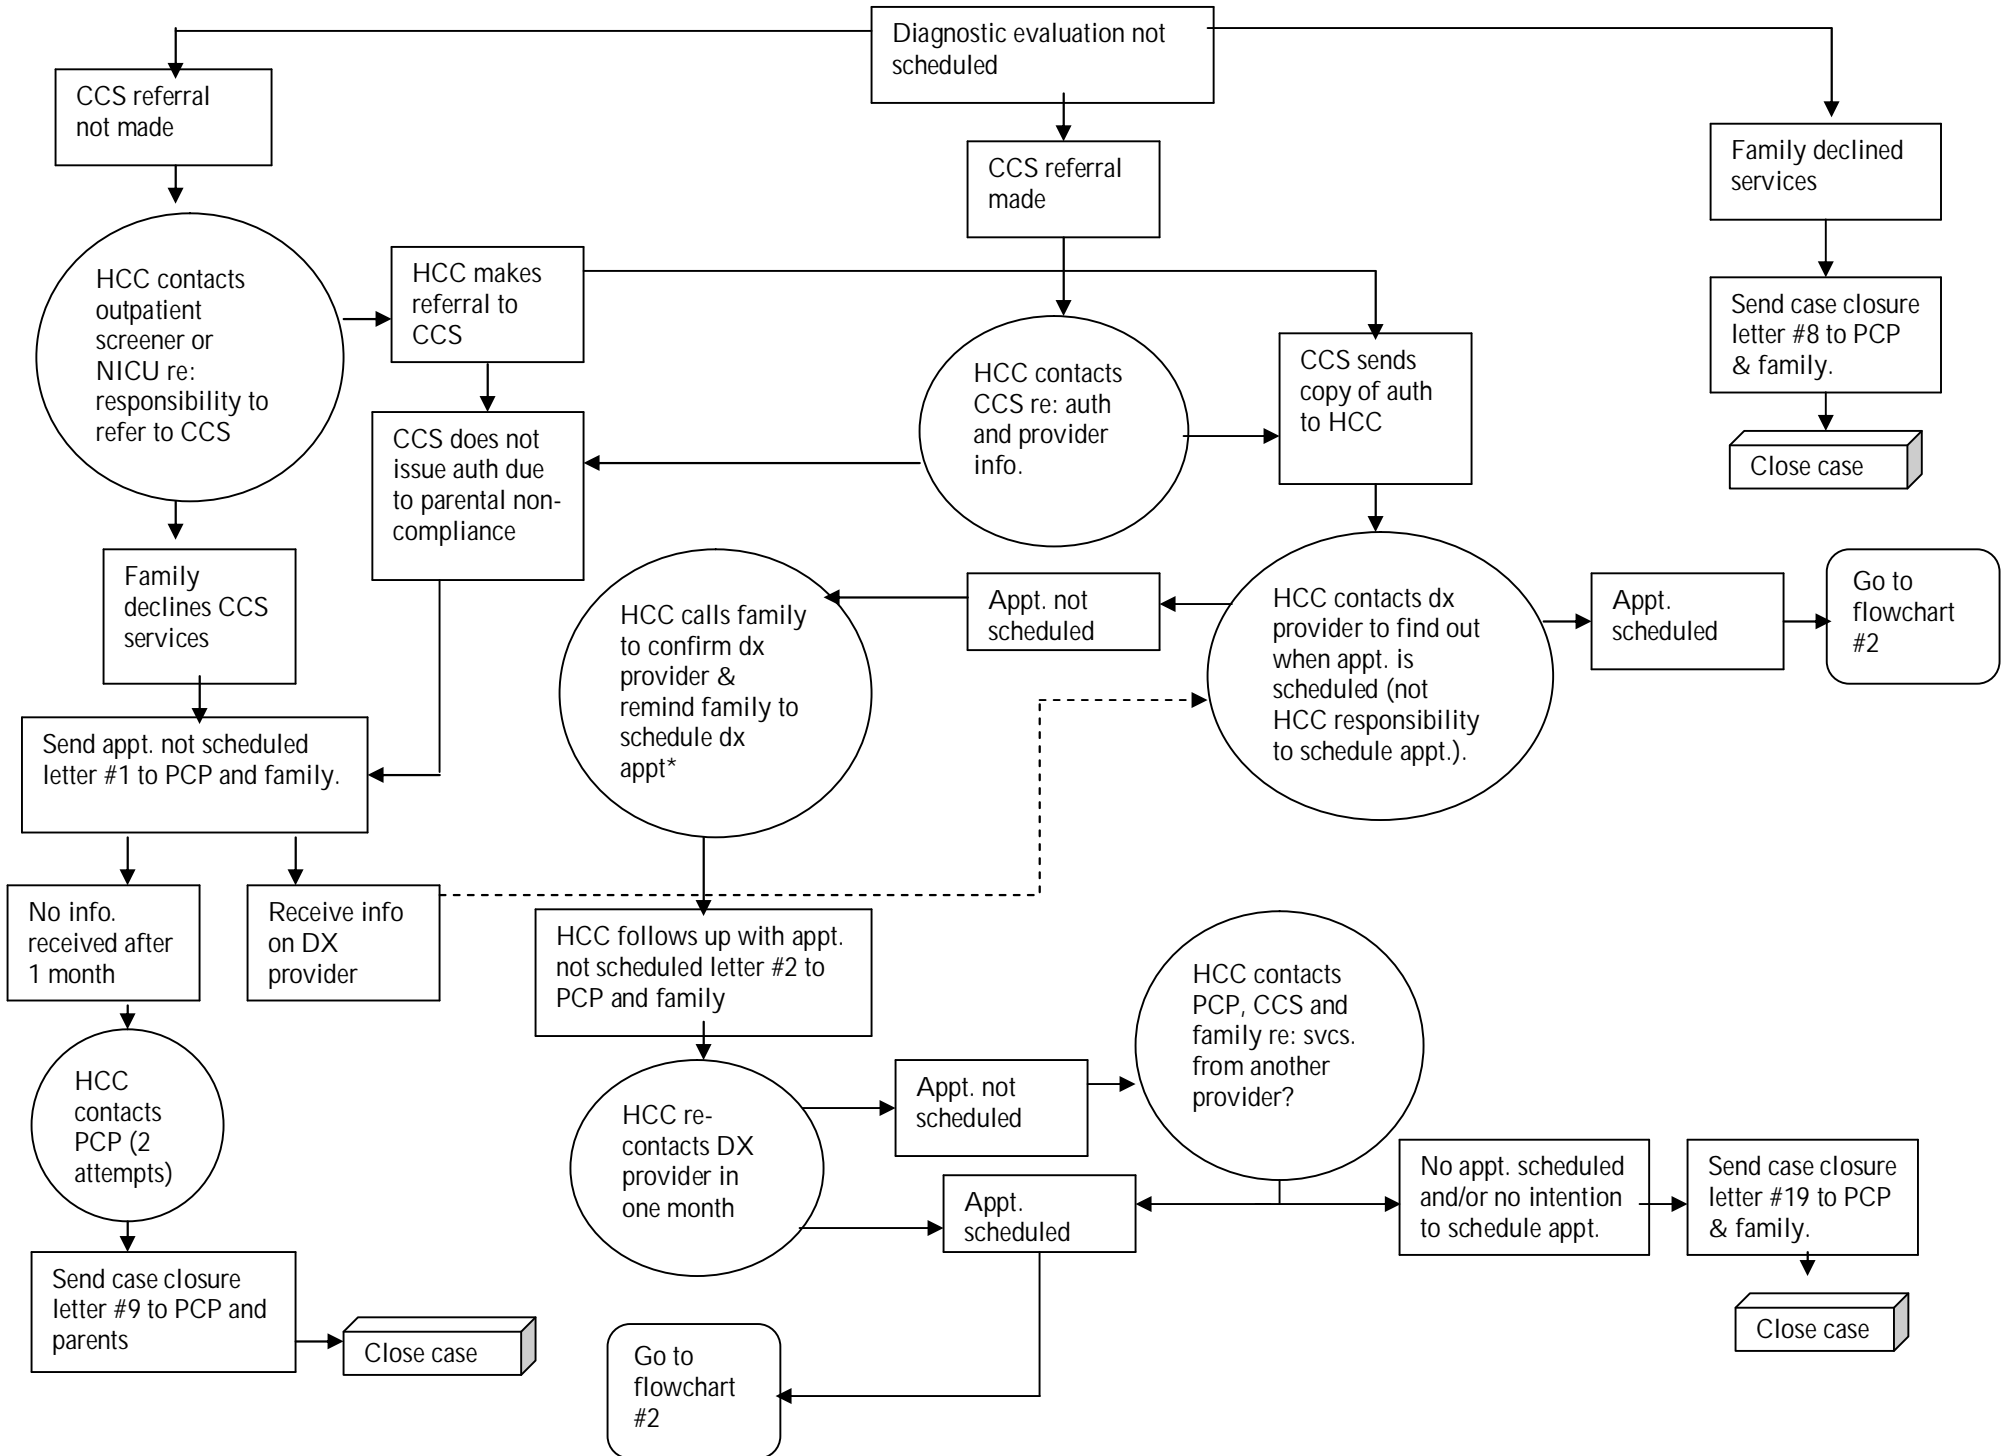 Diagnostic evaluation not
scheduled
CCS referral
not made
CCS referral
made
Family declined
services
HCC contacts
outpatient
screener or
NICU re:
responsibility to
refer to CCS
HCC makes
referral to
CCS
HCC contacts
CCS re: auth
and provider
info.
CCS sends
copy of auth
to HCC
Send case closure
letter #8 to PCP
& family.
Close case
CCS does not
issue auth due
to parental non-
compliance
Family
declines CCS
services
HCC calls family
to confirm dx
provider &
remind family to
schedule dx
appt*
Appt. not
scheduled
HCC contacts dx
provider to find out
when appt. is
scheduled (not
HCC responsibility
to schedule appt.).
Appt.
scheduled
Go to
flowchart
#2
Send appt. not scheduled
letter #1 to PCP and family.
No info.
received after
1 month
Receive info
on DX
provider
HCC follows up with appt.
not scheduled letter #2 to
PCP and family
HCC contacts
PCP, CCS and
family re: svcs.
from another
provider?
HCC
contacts
PCP (2
attempts)
HCC re-
contacts DX
provider in
one month
Appt. not
scheduled
Appt.
scheduled
No appt. scheduled
and/or no intention
to schedule appt.
Send case closure
letter #19 to PCP
& family.
Send case closure
letter #9 to PCP and
parents
Close case
Go to
flowchart
#2
Close case